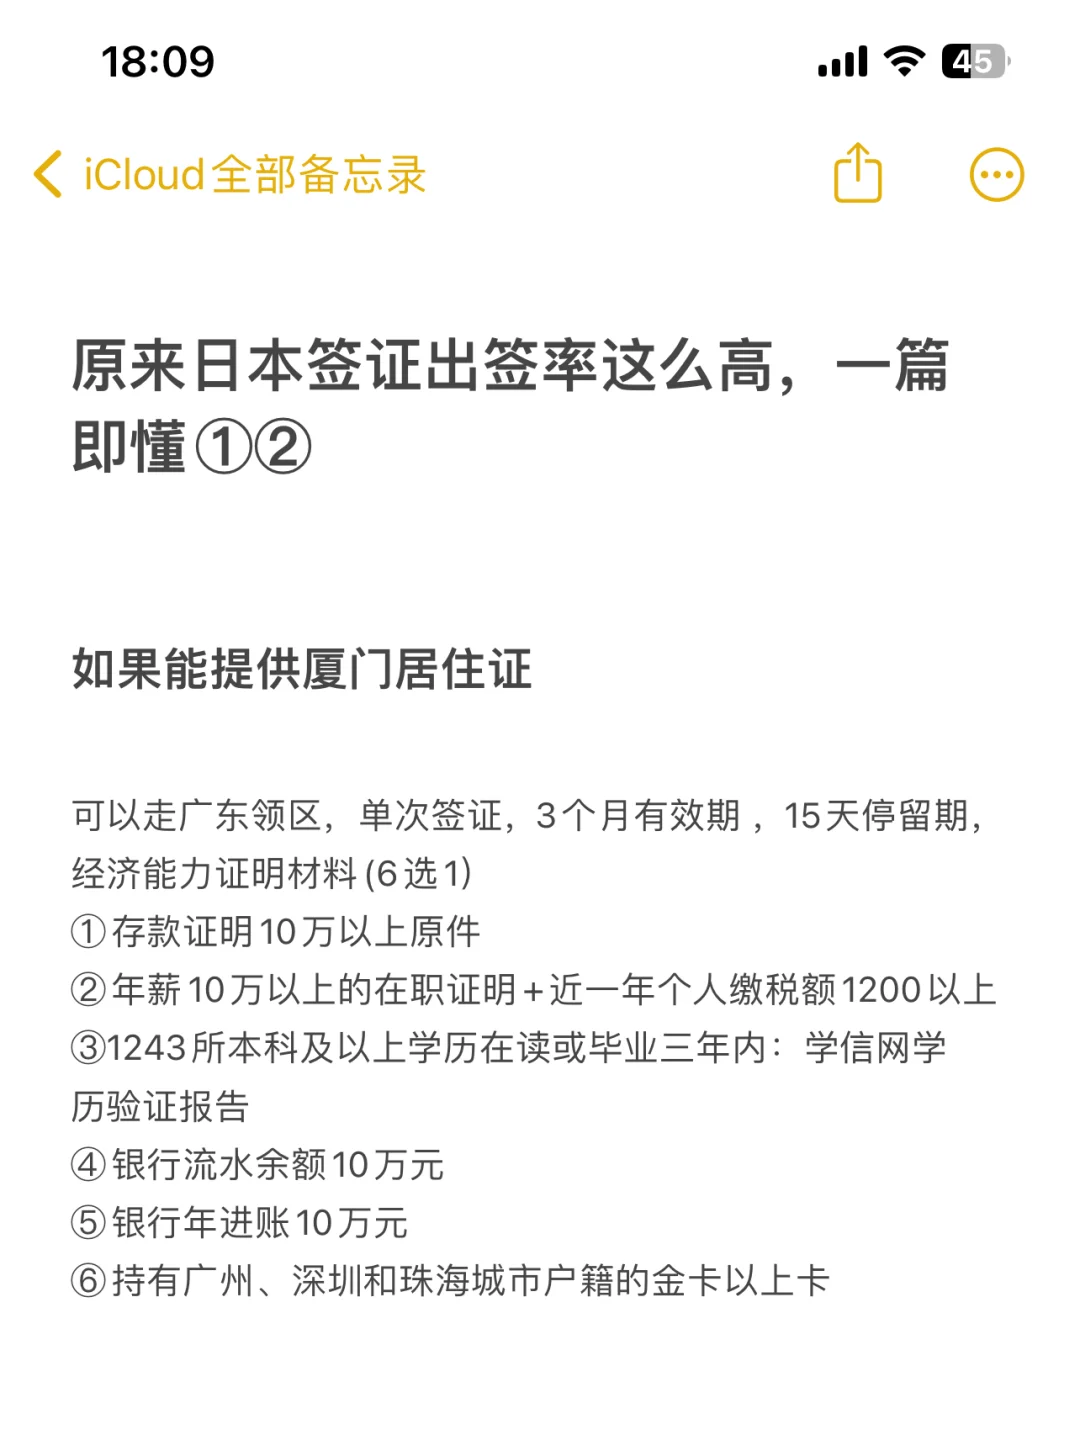 18:09
45
iCloud全部备忘录
原来日本签证出签率这么高，一篇
即懂①②
如果能提供厦门居住证
可以走广东领区，单次签证，3个月有效期，15天停留期，
经济能力证明材料(6选1)
①存款证明10万以上原件
②年薪10万以上的在职证明+近一年个人缴税额1200以上
③1243所本科及以上学历在读或毕业三年内：学信网学
历验证报告
④银行流水余额10万元
⑤银行年进账10万元
⑥持有广州、深圳和珠海城市户籍的金卡以上卡